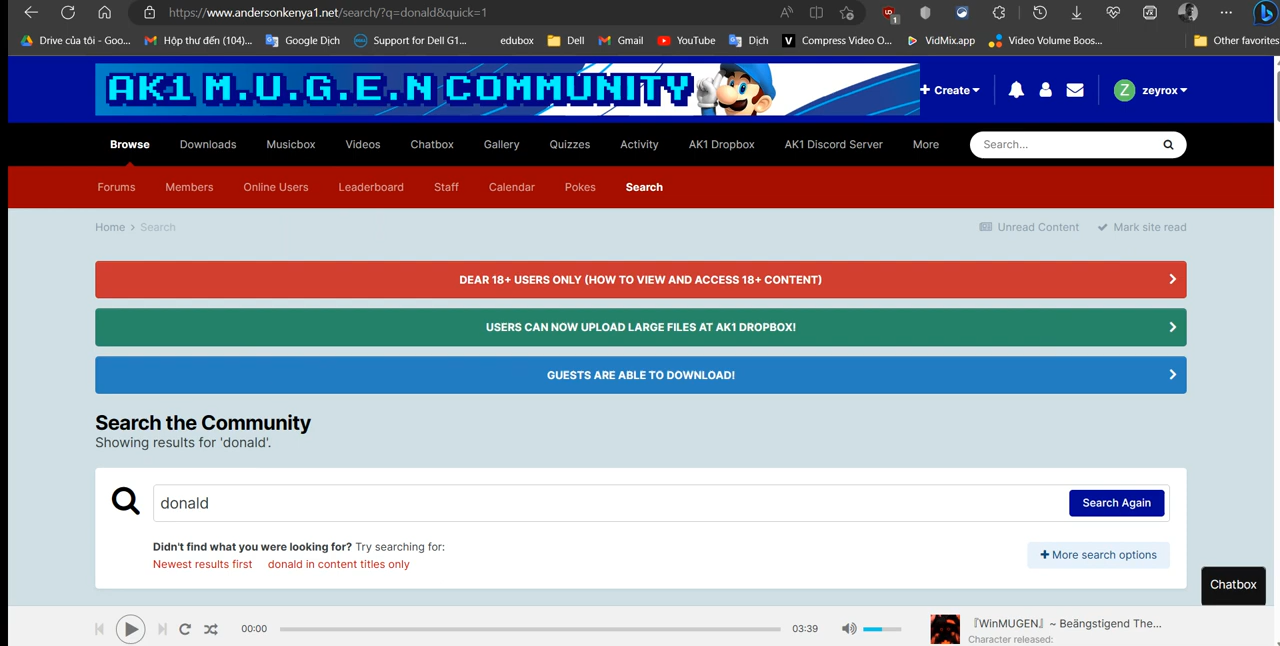 https://www.andersonkenya1.net/search/?q=donald&quick=1
Drive của tôi - Goo... Hộp thư đến (104)... Google Dịch Support for Dell G1... edubox Dell Gmail YouTube Dịch Compress Video O... VidMix.app Video Volume Boos... Other favorites
AK1 M.U.G.E.N COMMUNITY + Create Z zeyrox
Browse Downloads Musicbox Videos Chatbox Gallery Quizzes Activity AK1 Dropbox AK1 Discord Server More Search...
Forums Members Online Users Leaderboard Staff Calendar Pokes Search
Home > Search Unread Content Mark site read
DEAR 18+ USERS ONLY (HOW TO VIEW AND ACCESS 18+ CONTENT)
USERS CAN NOW UPLOAD LARGE FILES AT AK1 DROPBOX!
GUESTS ARE ABLE TO DOWNLOAD!
Search the Community
Showing results for 'donald'.
donald Search Again
Didn't find what you were looking for? Try searching for:
+ More search options
Newest results first donald in content titles only
Chatbox
00:00 03:39 『WinMUGEN』 ~ Beängstigend The...
Character released: